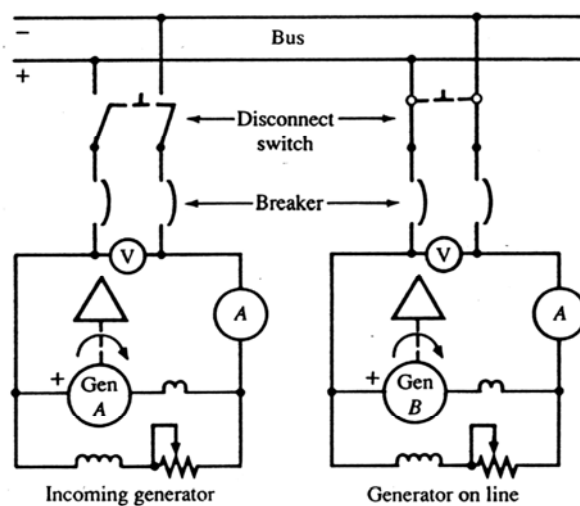 −
Bus
+
Disconnect
switch
Breaker
V
V
A
A
+
Gen
A
+
Gen
B
Incoming generator
Generator on line